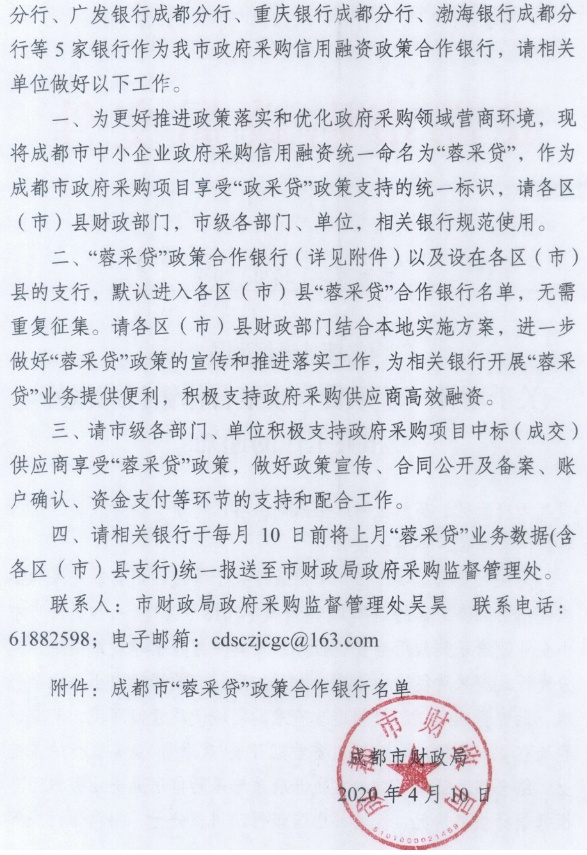 分行、广发银行成都分行、重庆银行成都分行、渤海银行成都分
行等 5 家银行作为我市政府采购信用融资政策合作银行，请相关
单位做好以下工作。
一、为更好推进政策落实和优化政府采购领域营商环境，现
将成都市中小企业政府采购信用融资统一命名为“蓉采贷”，作为
成都市政府采购项目享受“政采贷”政策支持的统一标识，请各区
（市）县财政部门，市级各部门、单位，相关银行规范使用。
二、“蓉采贷”政策合作银行（详见附件）以及设在各区（市）
县的支行，默认进入各区（市）县“蓉采贷”合作银行名单，无需
重复征集。请各区（市）县财政部门结合本地实施方案，进一步
做好“蓉采贷”政策的宣传和推进落实工作，为相关银行开展“蓉采
贷”业务提供便利，积极支持政府采购供应商高效融资。
三、请市级各部门、单位积极支持政府采购项目中标（成交）
供应商享受“蓉采贷”政策，做好政策宣传、合同公开及备案、账
户确认、资金支付等环节的支持和配合工作。
四、请相关银行于每月 10 日前将上月“蓉采贷”业务数据(含
各区（市）县支行)统一报送至市财政局政府采购监督管理处。
联系人：市财政局政府采购监督管理处吴昊 联系电话：
61882598；电子邮箱：cdsczjcgc@163.com
附件：成都市“蓉采贷”政策合作银行名单
成都市财政局
成都市财政局
2020 年 4 月 10 日